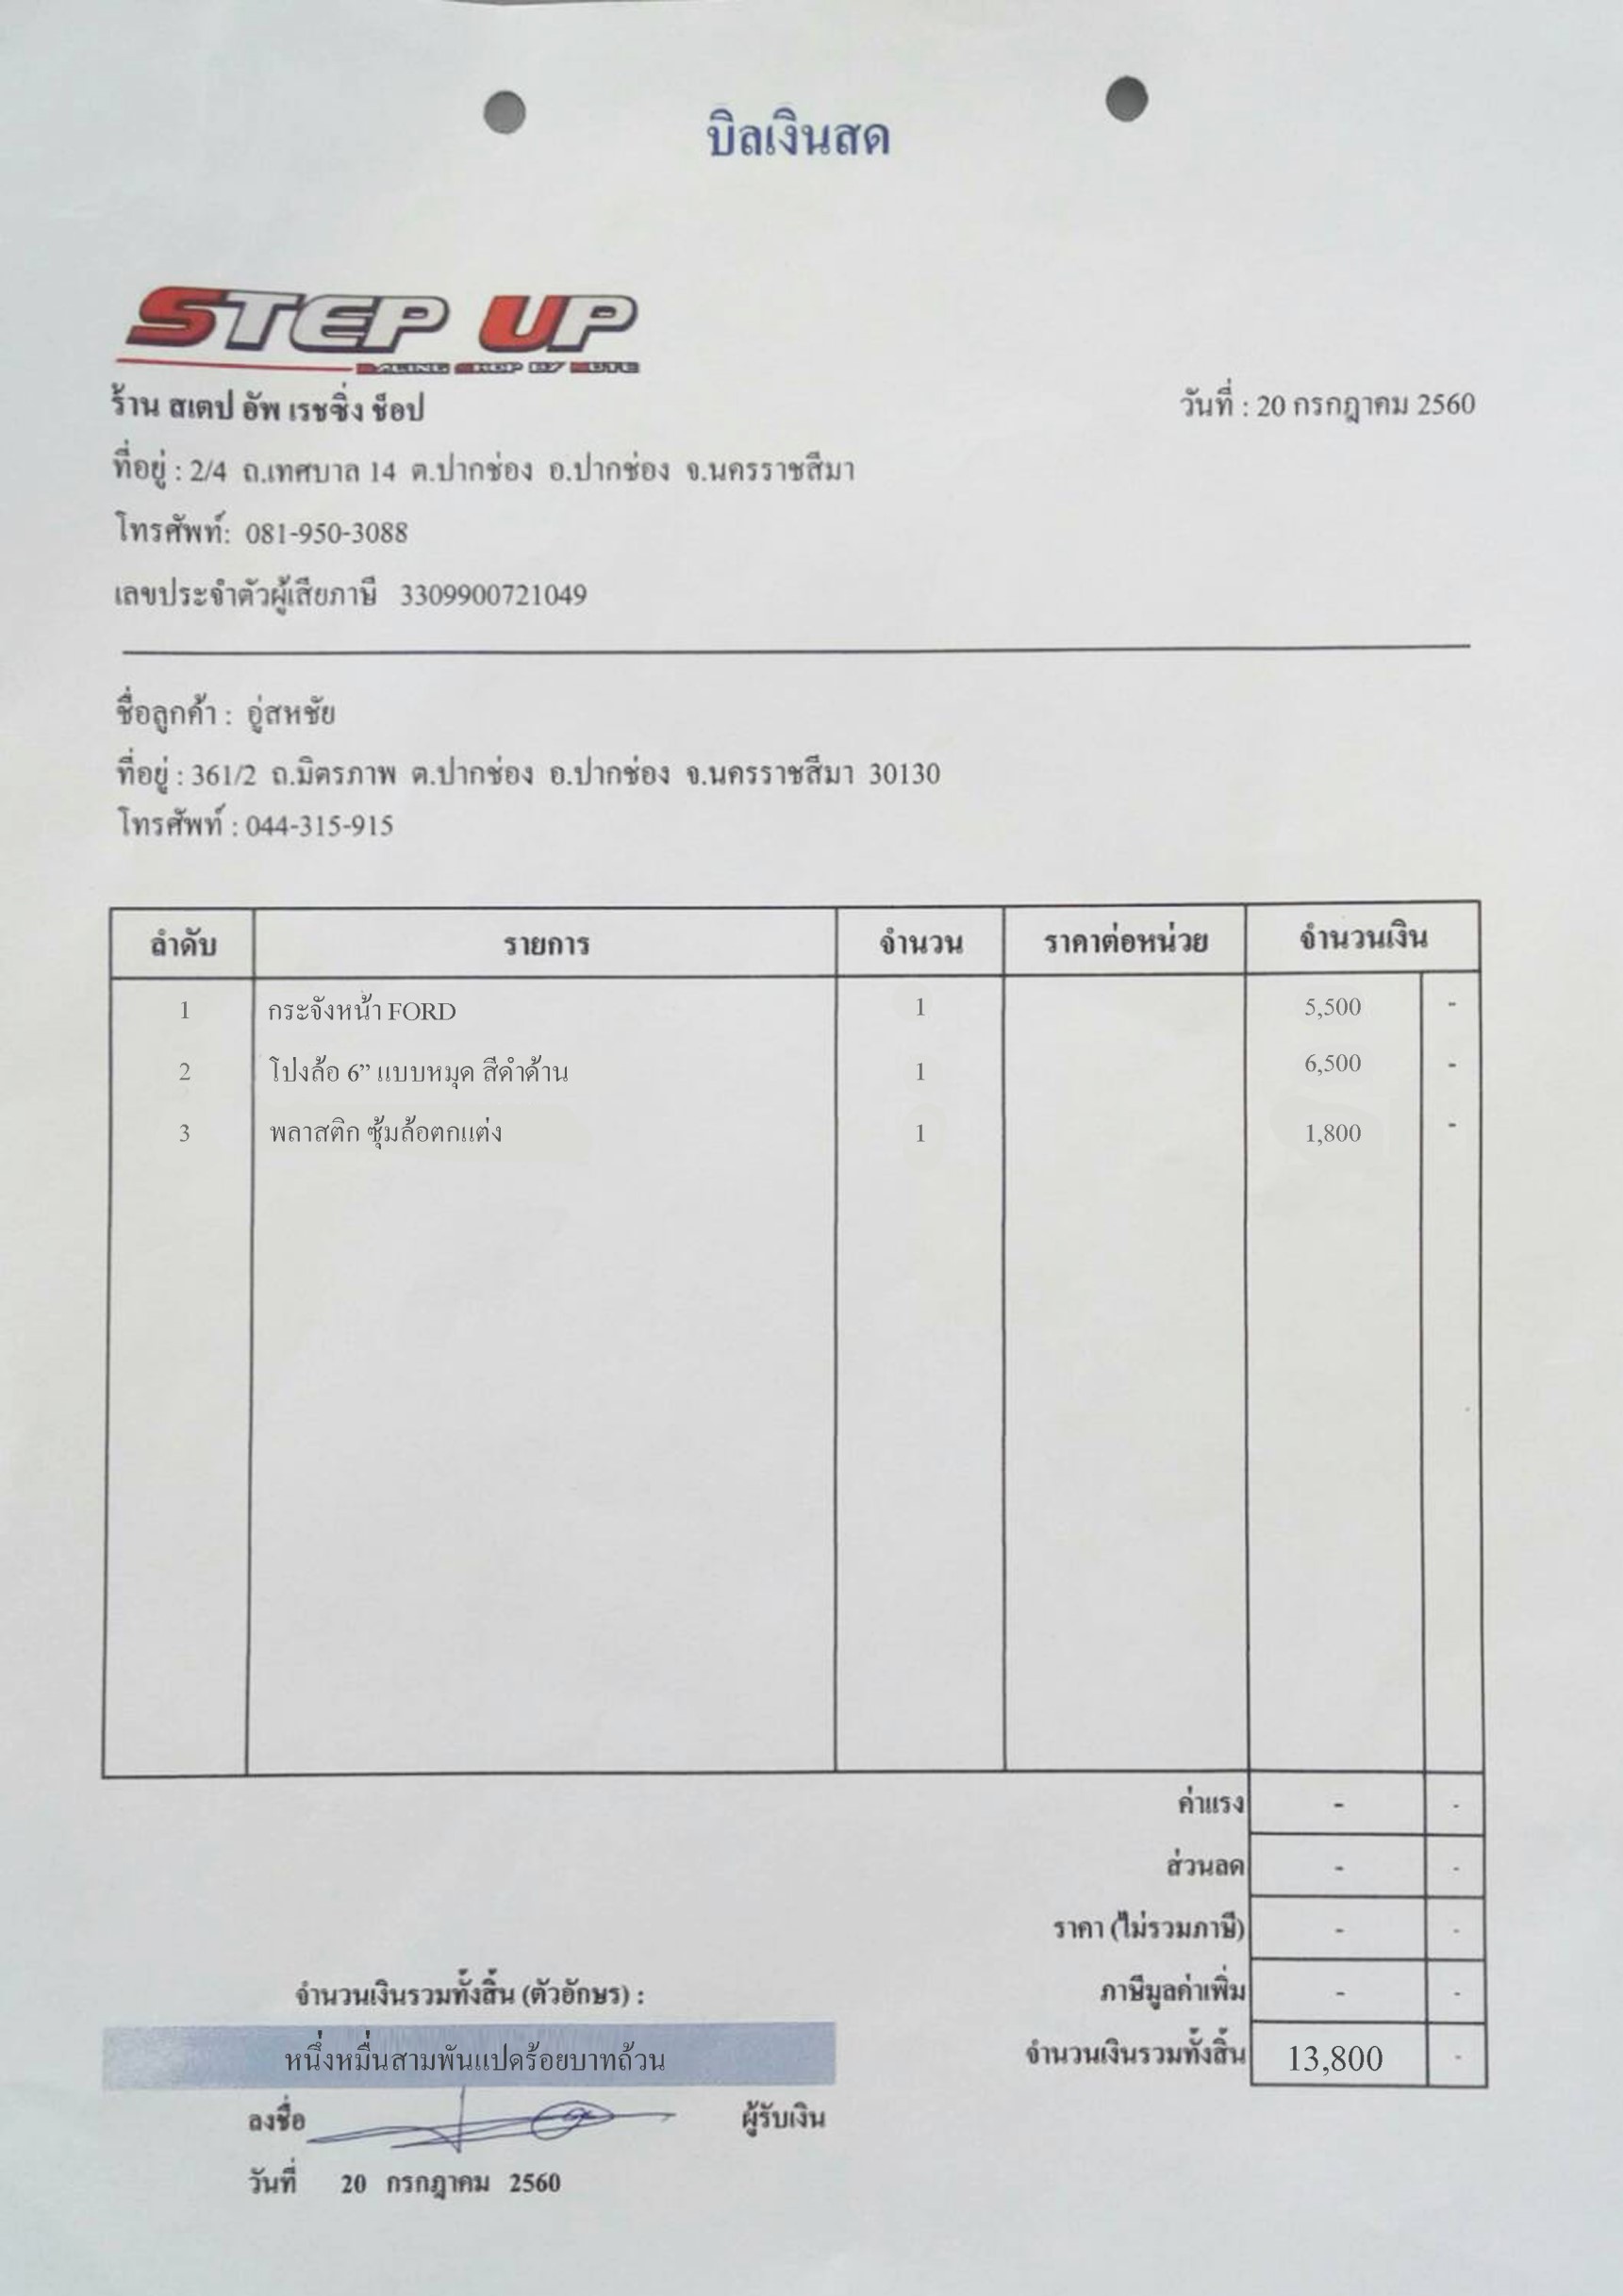 บิลเงินสด
STEP UP
RACING SHOP BY
ร้าน สเตป อัพ เรซซิ่ง ช็อป
วันที่ : 20 กรกฎาคม 2560
ที่อยู่ : 2/4 ถ.เทศบาล 14 ต.ปากช่อง อ.ปากช่อง จ.นครราชสีมา
โทรศัพท์: 081-950-3088
เลขประจำตัวผู้เสียภาษี 3309900721049
ชื่อลูกค้า : อู่สหชัย
ที่อยู่ : 361/2 ถ.มิตรภาพ ต.ปากช่อง อ.ปากช่อง จ.นครราชสีมา 30130
โทรศัพท์ : 044-315-915
ลำดับ รายการ จำนวน ราคาต่อหน่วย จำนวนเงิน
1 กระจังหน้า FORD 1 5,500 -
2 โป่งล้อ 6” แบบหมุด สีดำด้าน 1 6,500 -
3 พลาสติก ซุ้มล้อตกแต่ง 1 1,800 -
ค่าแรง - -
ส่วนลด - -
ราคา (ไม่รวมภาษี) - -
ภาษีมูลค่าเพิ่ม - -
จำนวนเงินรวมทั้งสิ้น 13,800 -
จำนวนเงินรวมทั้งสิ้น (ตัวอักษร) :
หนึ่งหมื่นสามพันแปดร้อยบาทถ้วน
ลงชื่อ ผู้รับเงิน
วันที่ 20 กรกฎาคม 2560